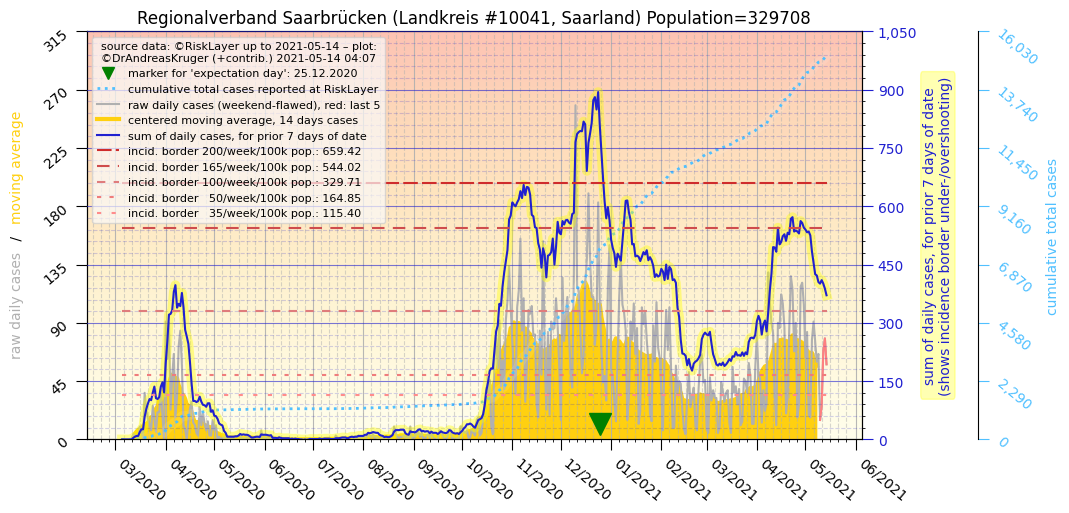 Regionalverband Saarbrücken (Landkreis #10041, Saarland) Population=329708
source data: ©RiskLayer up to 2021-05-14 – plot:
©DrAndreasKruger (+contrib.) 2021-05-14 04:07
marker for 'expectation day': 25.12.2020
cumulative total cases reported at RiskLayer
raw daily cases (weekend-flawed), red: last 5
centered moving average, 14 days cases
sum of daily cases, for prior 7 days of date
incid. border 200/week/100k pop.: 659.42
incid. border 165/week/100k pop.: 544.02
incid. border 100/week/100k pop.: 329.71
incid. border   50/week/100k pop.: 164.85
incid. border   35/week/100k pop.: 115.40
raw daily cases / moving average
315
270
225
180
135
90
45
0
1,050
900
750
600
450
300
150
0
sum of daily cases, for prior 7 days of date
(shows incidence border under-/overshooting)
16,030
13,740
11,450
9,160
6,870
4,580
2,290
0
cumulative total cases
03/2020
04/2020
05/2020
06/2020
07/2020
08/2020
09/2020
10/2020
11/2020
12/2020
01/2021
02/2021
03/2021
04/2021
05/2021
06/2021